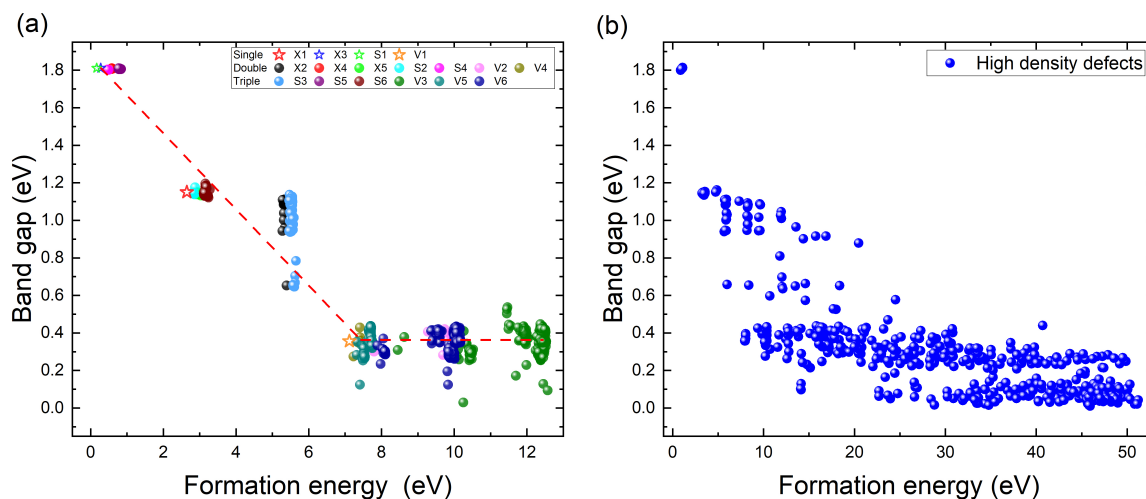 (a)
Single X1 X3 S1 V1
Double X2 X4 X5 S2 S4 V2 V4
Triple S3 S5 S6 V3 V5 V6
1.8
1.6
1.4
1.2
1.0
0.8
0.6
0.4
0.2
0.0
Band gap (eV)
0 2 4 6 8 10 12
Formation energy (eV)
(b)
High density defects
1.8
1.6
1.4
1.2
1.0
0.8
0.6
0.4
0.2
0.0
Band gap (eV)
0 10 20 30 40 50
Formation energy (eV)